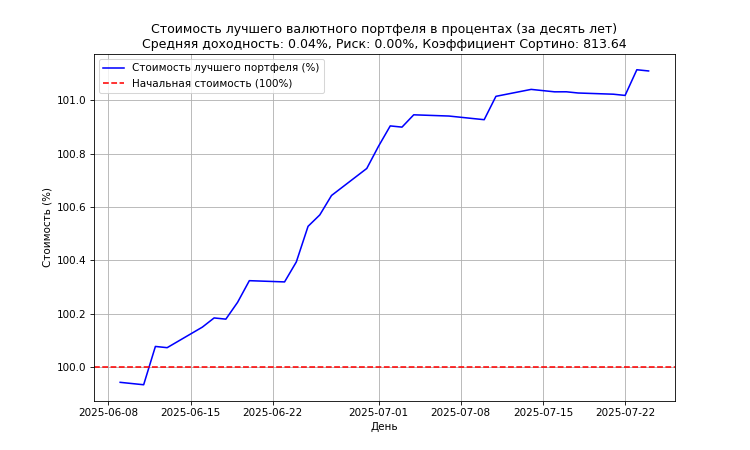 Стоимость лучшего валютного портфеля в процентах (за десять лет)
Средняя доходность: 0.04%, Риск: 0.00%, Коэффициент Сортино: 813.64
Стоимость лучшего портфеля (%)
Начальная стоимость (100%)
Стоимость (%)
101.0
100.8
100.6
100.4
100.2
100.0
2025-06-08
2025-06-15
2025-06-22
2025-07-01
2025-07-08
2025-07-15
2025-07-22
День